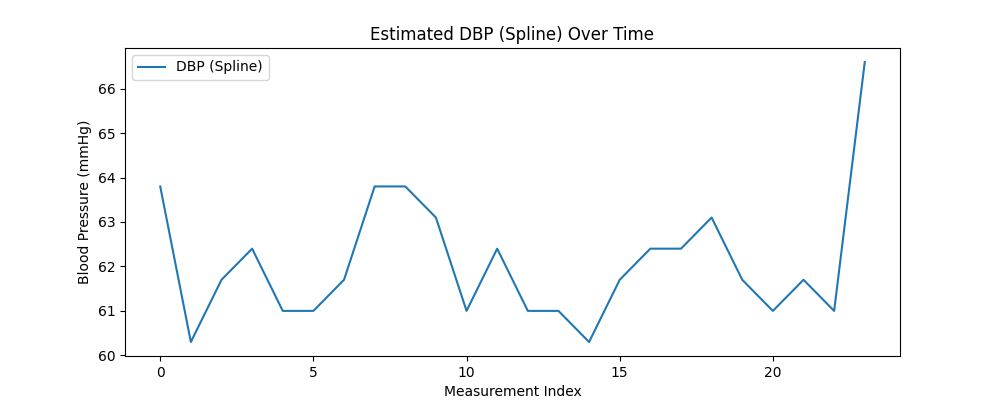 Estimated DBP (Spline) Over Time
DBP (Spline)
Blood Pressure (mmHg)
66
65
64
63
62
61
60
0 5 10 15 20
Measurement Index